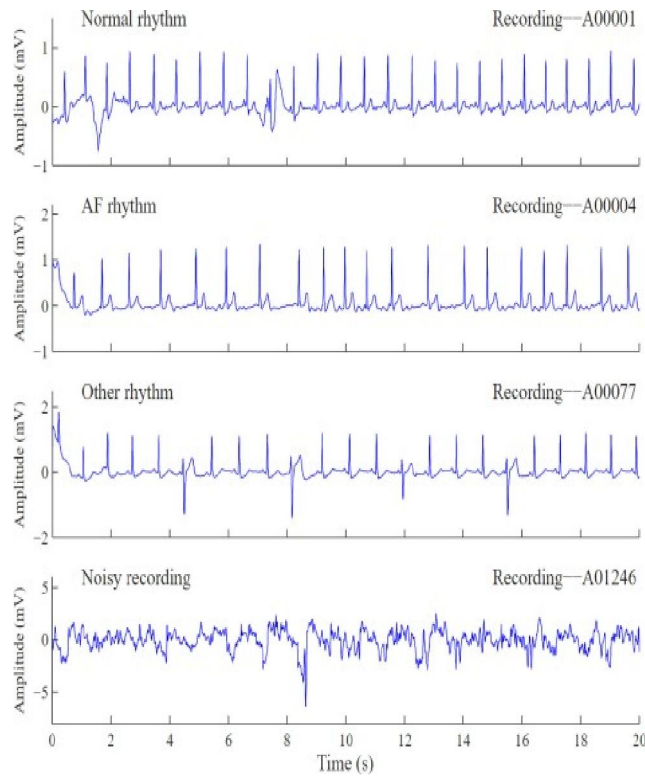 Normal rhythm Recording—A00001
Amplitude (mV)
1
0
−1
AF rhythm Recording—A00004
Amplitude (mV)
2
1
0
−1
Other rhythm Recording—A00077
Amplitude (mV)
2
0
−2
Noisy recording Recording—A01246
Amplitude (mV)
5
0
−5
0 2 4 6 8 10 12 14 16 18 20
Time (s)